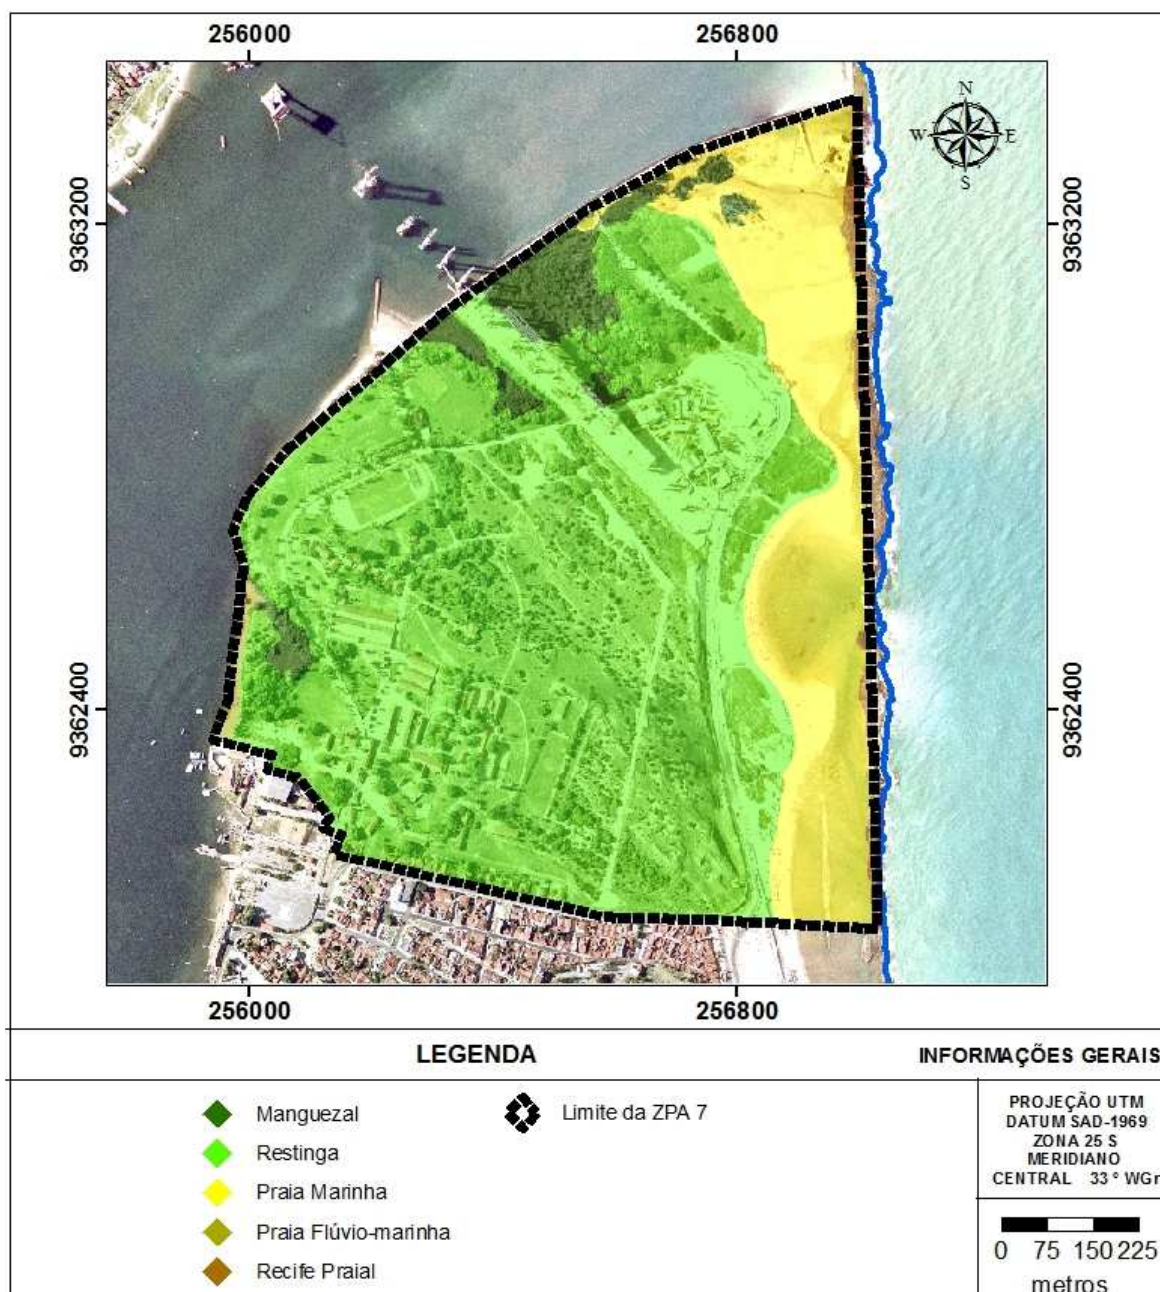 256000 256800
N
W E
S
9363200 9363200
9362400 9362400
256000 256800
LEGENDA
Manguezal
Restinga
Praia Marinha
Praia Flúvio-marinha
Recife Praial
Limite da ZPA 7
INFORMAÇÕES GERAIS
PROJEÇÃO UTM
DATUM SAD-1969
ZONA 25 S
MERIDIANO
CENTRAL 33 º WGr
0 75 150 225
metros